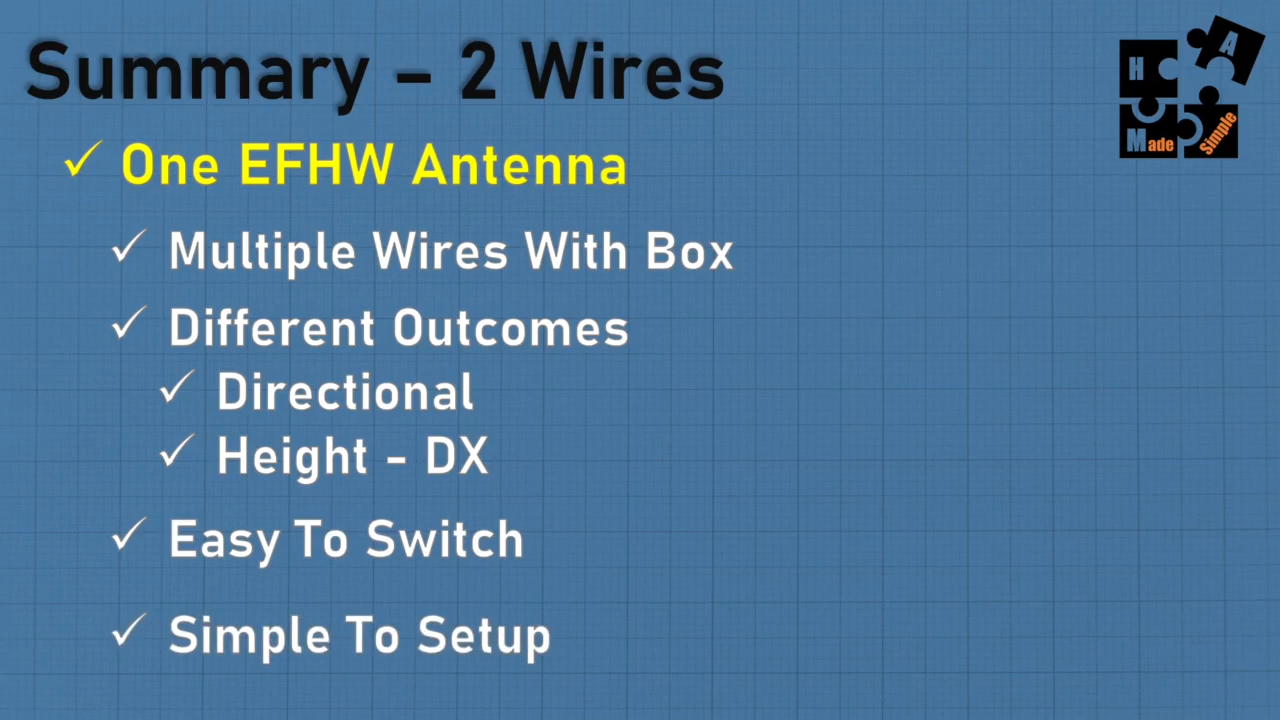 Summary – 2 Wires
✓ One EFHW Antenna
✓ Multiple Wires With Box
✓ Different Outcomes
✓ Directional
✓ Height - DX
✓ Easy To Switch
✓ Simple To Setup
H A
Made Simple